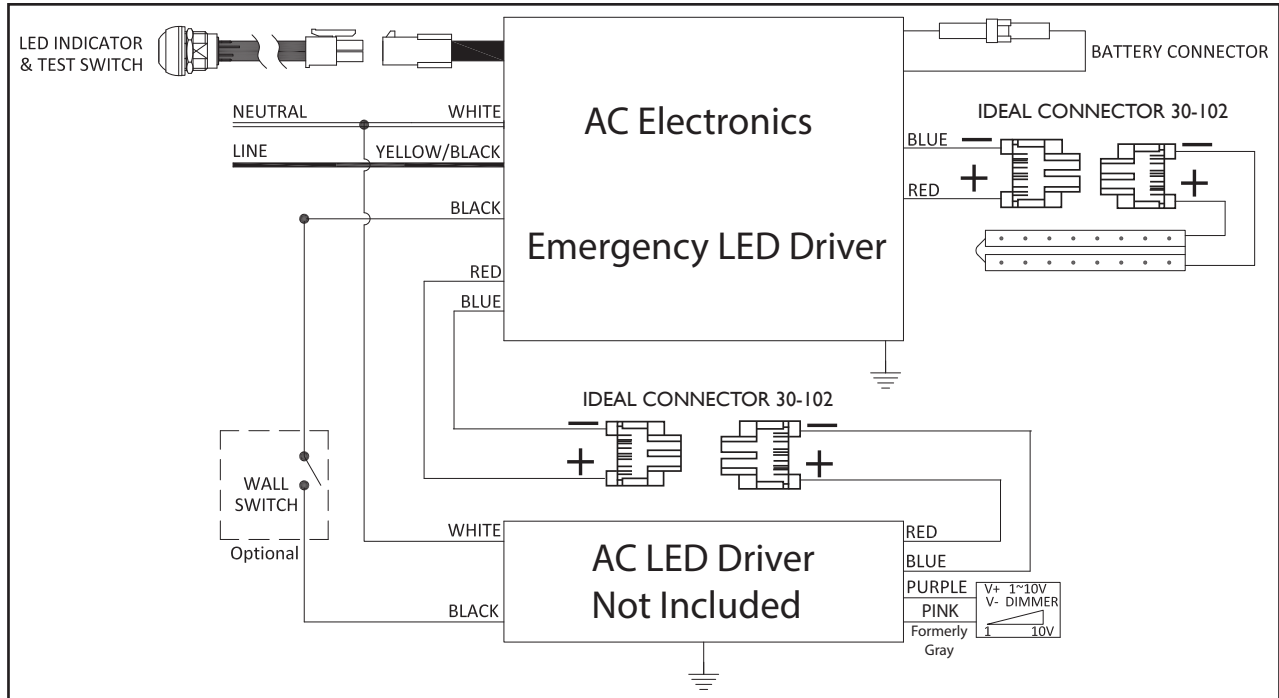 LED INDICATOR
& TEST SWITCH
BATTERY CONNECTOR
NEUTRAL
WHITE
LINE
YELLOW/BLACK
BLACK
RED
BLUE
AC Electronics
Emergency LED Driver
IDEAL CONNECTOR 30-102
BLUE
RED
−
+
−
+
IDEAL CONNECTOR 30-102
−
+
−
+
WALL
SWITCH
Optional
WHITE
BLACK
AC LED Driver
Not Included
RED
BLUE
PURPLE
PINK
Formerly
Gray
V+ 1~10V
V- DIMMER
1 10V